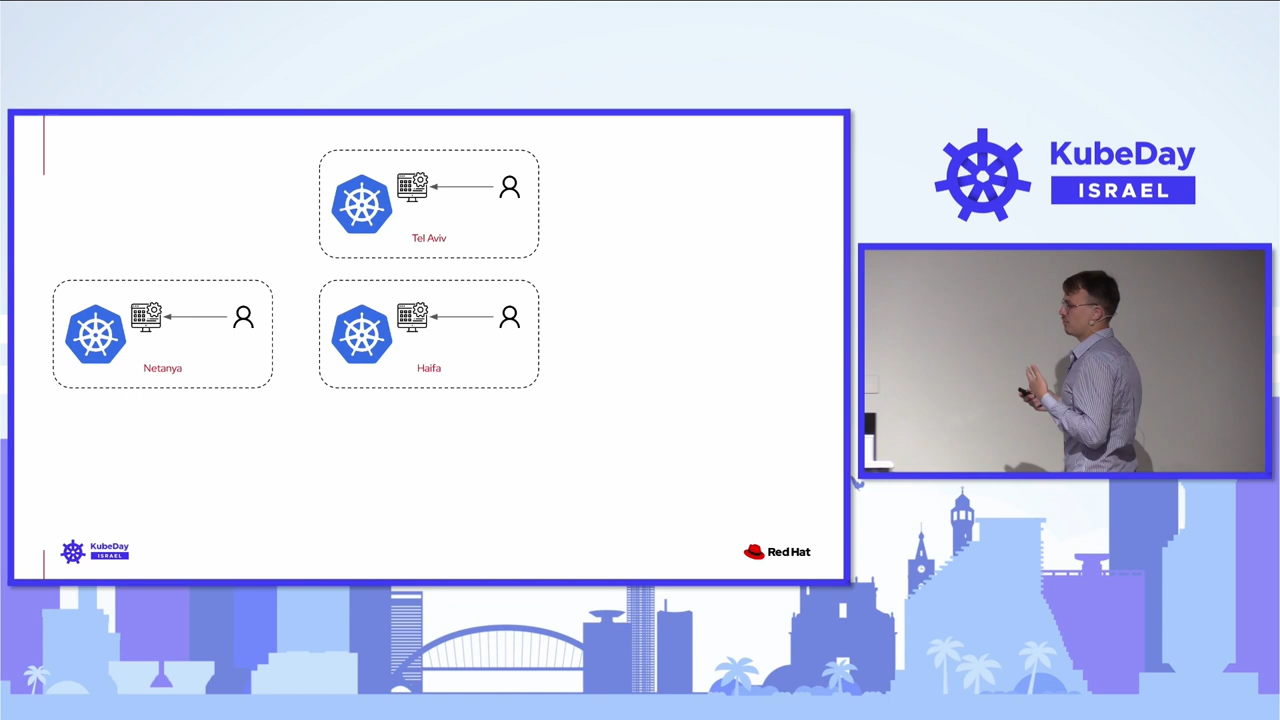 Tel Aviv
Netanya
Haifa
KubeDay
ISRAEL
Red Hat
KubeDay
ISRAEL